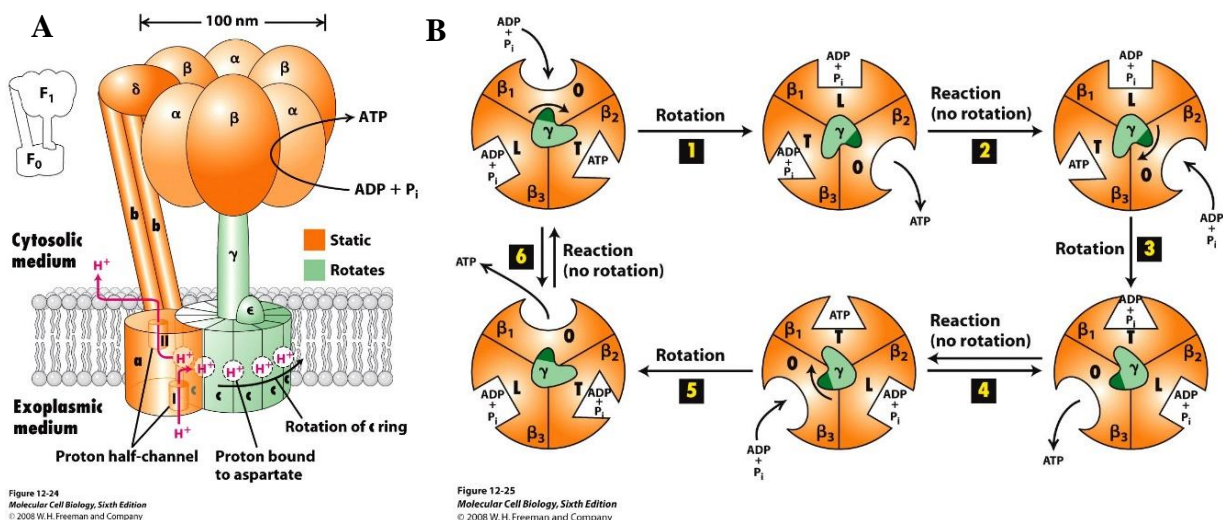 A
100 nm
F1
F0
δ
β
α
β
α
β
α
ATP
ADP + Pi
b
b
γ
Static
Rotates
Cytosolic
medium
H+
ϵ
II
a
H+
H+
H+
H+
H+
c
c
c
c
c
I
Exoplasmic
medium
H+
Rotation of c ring
Proton half-channel
Proton bound
to aspartate
Figure 12-24
Molecular Cell Biology, Sixth Edition
© 2008 W. H. Freeman and Company
B
ADP
+
Pi
β1
O
β2
γ
L
T
ADP
+
Pi
ATP
β3
Rotation
1
ADP
+
Pi
β1
L
β2
γ
T
O
ADP
+
Pi
β3
ATP
Reaction
(no rotation)
2
ADP
+
Pi
β1
L
β2
γ
T
O
ATP
β3
ADP
+
Pi
Rotation
3
ADP
+
Pi
β1
T
β2
γ
O
L
ADP
+
Pi
β3
ATP
Reaction
(no rotation)
4
ATP
β1
T
β2
γ
O
L
ADP
+
Pi
β3
ADP
+
Pi
Rotation
5
β1
O
β2
γ
L
T
ADP
+
Pi
ADP
+
Pi
β3
ATP
6
Reaction
(no rotation)
Figure 12-25
Molecular Cell Biology, Sixth Edition
© 2008 W. H. Freeman and Company